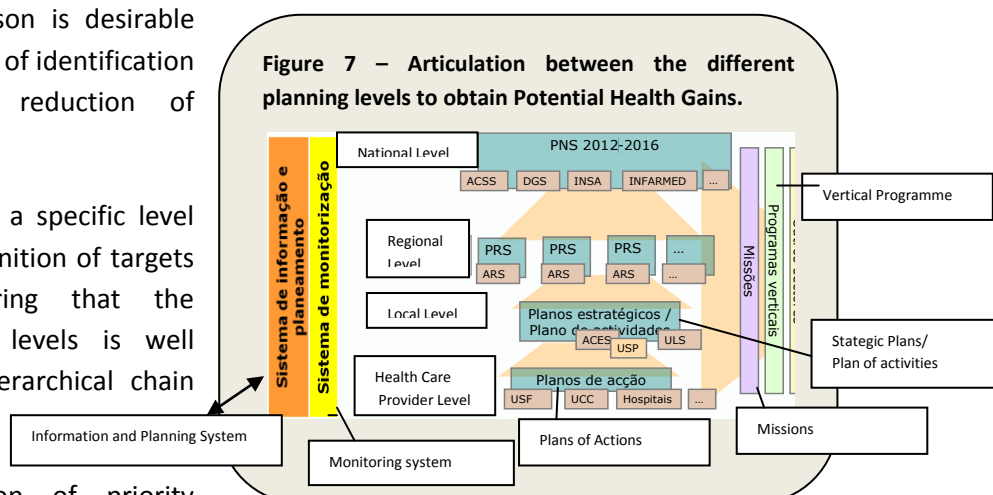 son is desirable
of identification
reduction of
a specific level
nition of targets
ring that the
levels is well
erarchical chain
on of priority
Figure 7 – Articulation between the different
planning levels to obtain Potential Health Gains.
Sistema de informação e
planeamento
Sistema de monitorização
National Level
PNS 2012-2016
ACSS DGS INSA INFARMED ...
Regional
Level
PRS PRS PRS ...
ARS ARS ARS ...
Local Level
Planos estratégicos /
Plano de actividades
ACES USP ULS
Health Care
Provider Level
Planos de acção
USF UCC Hospitais ...
Missões
Programas verticais
Vertical Programme
Stategic Plans/
Plan of activities
Missions
Plans of Actions
Monitoring system
Information and Planning System